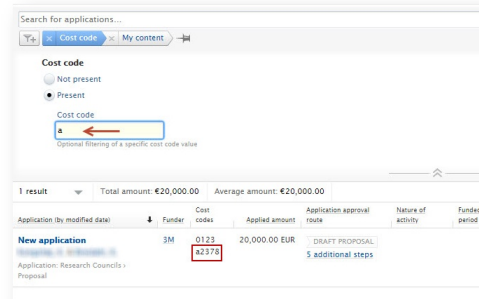 Search for applications...
Cost code
My content
Cost code
Not present
Present
Cost code
a
Optional filtering of a specific cost code value
1 result Total amount: €20,000.00 Average amount: €20,000.00
Application (by modified date) Funder Cost codes Applied amount Application approval route Nature of activity Funded period
New application 3M 0123 20,000.00 EUR DRAFT PROPOSAL
a2378 5 additional steps
Application: Research Councils ›
Proposal